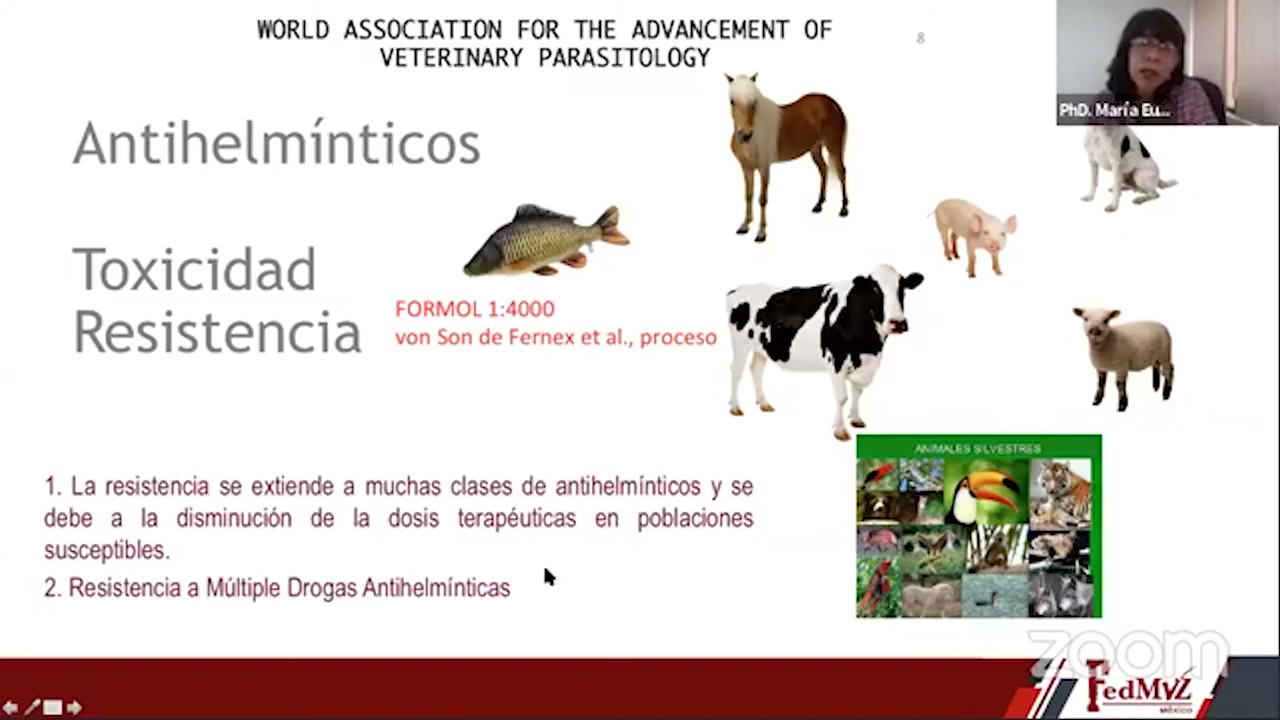 WORLD ASSOCIATION FOR THE ADVANCEMENT OF
VETERINARY PARASITOLOGY
8
PhD. María Eu...
Antihelmínticos
Toxicidad
Resistencia
FORMOL 1:4000
von Son de Fernex et al., proceso
ANIMALES SILVESTRES
1. La resistencia se extiende a muchas clases de antihelmínticos y se
debe a la disminución de la dosis terapéuticas en poblaciones
susceptibles.
2. Resistencia a Múltiple Drogas Antihelmínticas
zoom
FedMVZ
MÉXICO